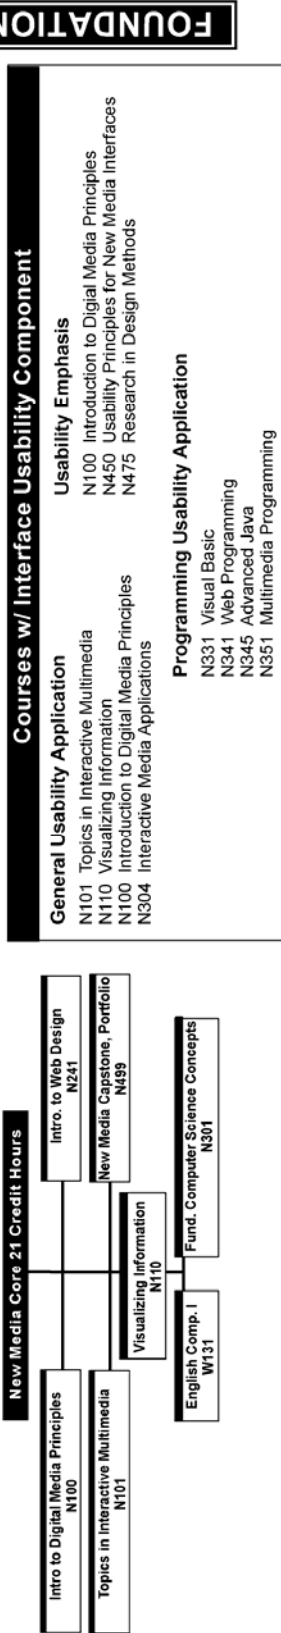 FOUNDATION
New Media Core 21 Credit Hours
Intro to Digital Media Principles
N100
Intro. to Web Design
N241
Topics in Interactive Multimedia
N101
New Media Capstone, Portfolio
N499
Visualizing Information
N110
English Comp. I
W131
Fund. Computer Science Concepts
N301
Courses w/ Interface Usability Component
General Usability Application
N101 Topics in Interactive Multimedia
N110 Visualizing Information
N100 Introduction to Digital Media Principles
N304 Interactive Media Applications
Usability Emphasis
N100 Introduction to Digial Media Principles
N450 Usability Principles for New Media Interfaces
N475 Research in Design Methods
Programming Usability Application
N331 Visual Basic
N341 Web Programming
N345 Advanced Java
N351 Multimedia Programming